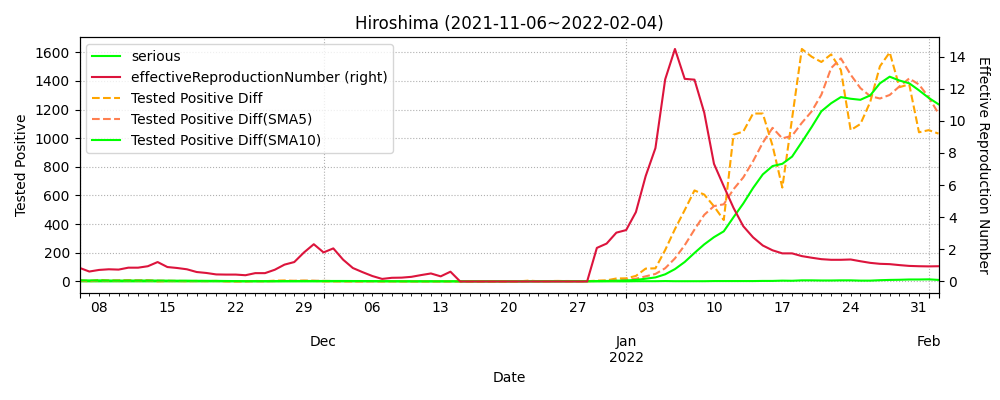 Hiroshima (2021-11-06~2022-02-04)
serious
effectiveReproductionNumber (right)
Tested Positive Diff
Tested Positive Diff(SMA5)
Tested Positive Diff(SMA10)
Tested Positive
1600
1400
1200
1000
800
600
400
200
0
14
12
10
8
6
4
2
0
Effective Reproduction Number
08 15 22 29 06 13 20 27 03 10 17 24 31
Dec Jan Feb
2022
Date